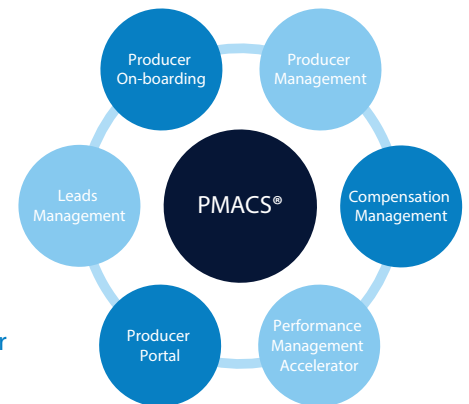 Producer
On-boarding
Producer
Management
Leads
Management
PMACS®
Compensation
Management
Producer
Portal
Performance
Management
Accelerator
r